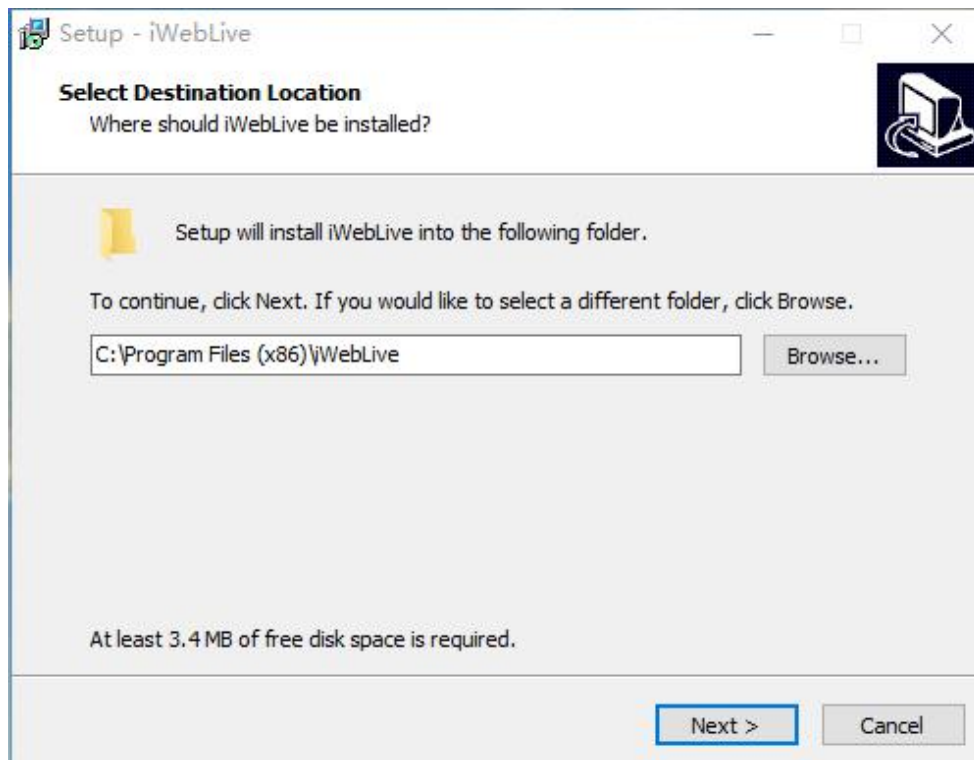 Setup - iWebLive
Select Destination Location
Where should iWebLive be installed?
Setup will install iWebLive into the following folder.
To continue, click Next. If you would like to select a different folder, click Browse.
C:\Program Files (x86)\iWebLive
Browse...
At least 3.4 MB of free disk space is required.
Next >
Cancel